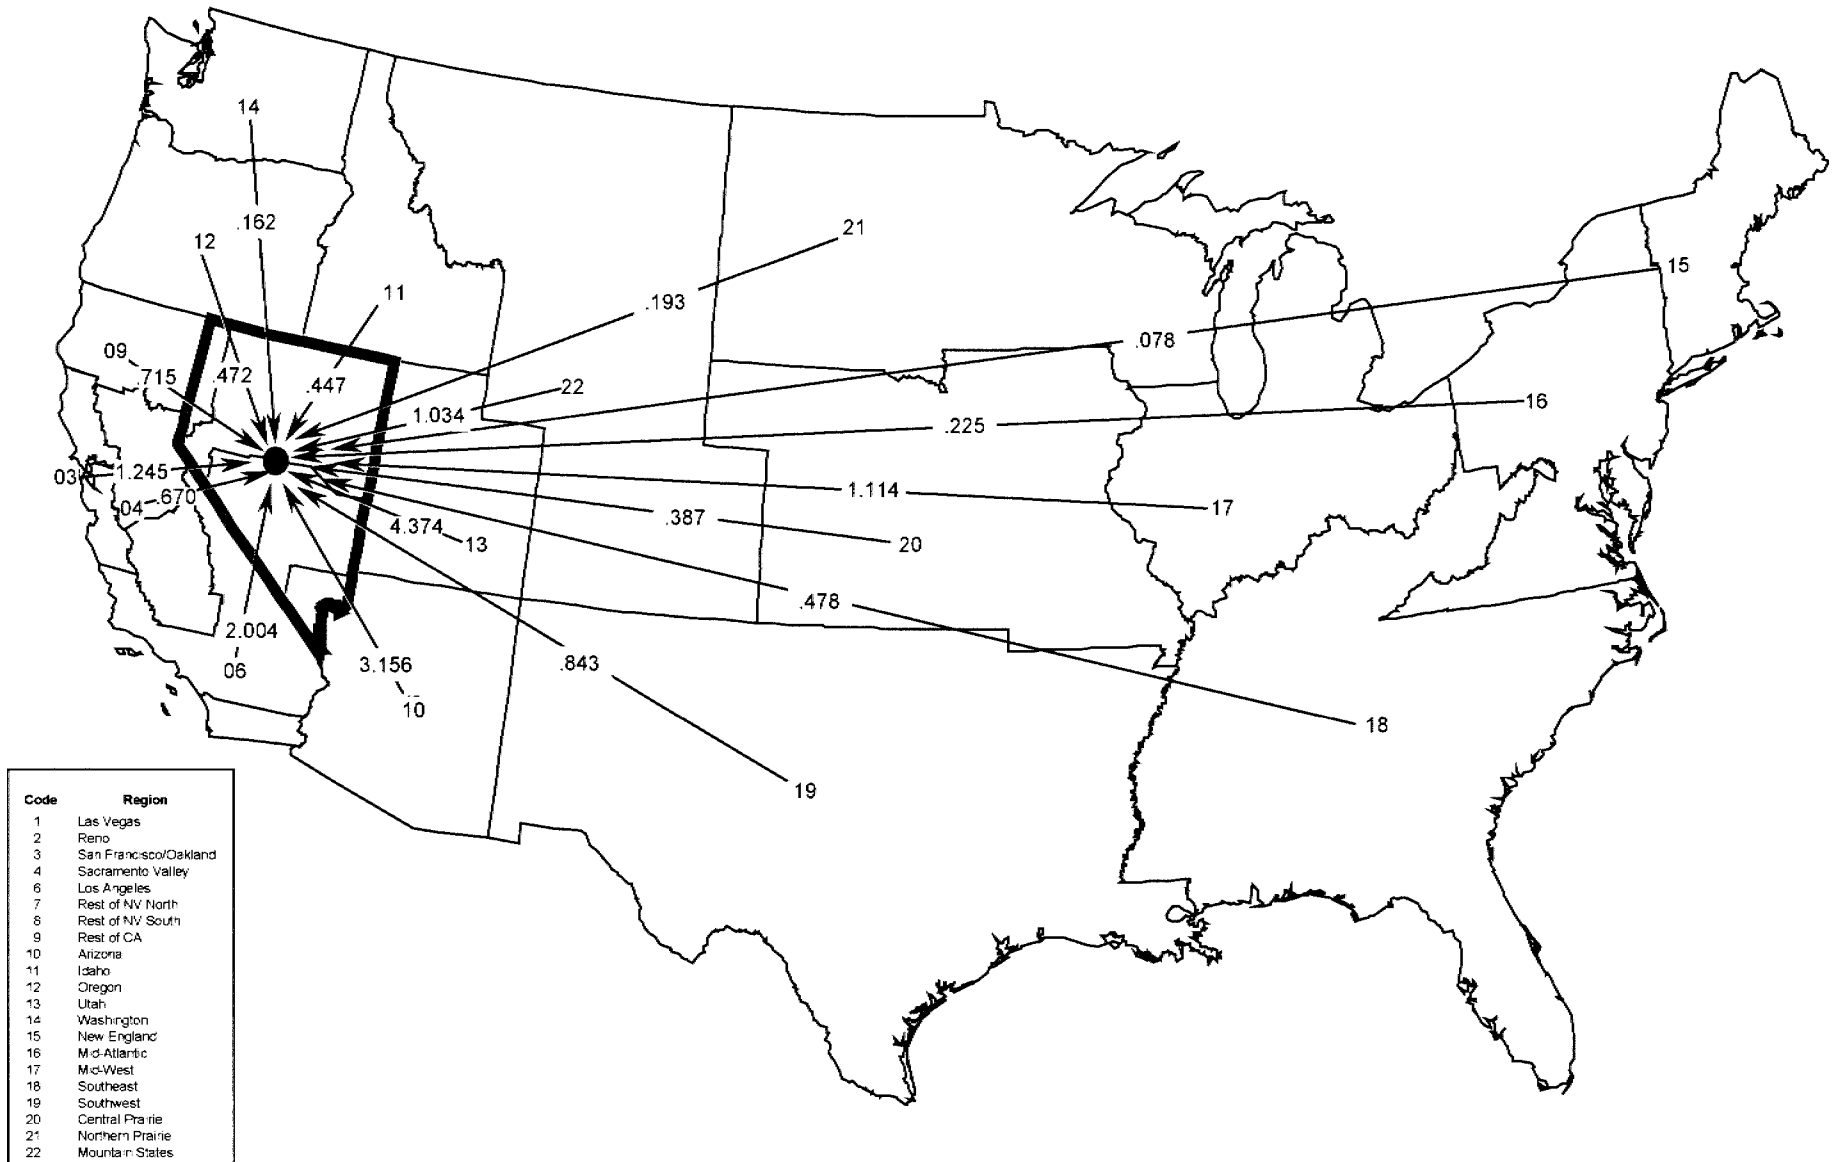 14
.162
12
21
15
11
.193
.078
09
.715
.472
.447
22
1.034
16
.225
03
1.245
04
.670
1.114
17
4.374
13
.387
20
.478
2.004
06
3.156
10
.843
18
19
Code Region
1 Las Vegas
2 Reno
3 San Francisco/Oakland
4 Sacramento Valley
6 Los Angeles
7 Rest of NV North
8 Rest of NV South
9 Rest of CA
10 Arizona
11 Idaho
12 Oregon
13 Utah
14 Washington
15 New England
16 Mid-Atlantic
17 Mid-West
18 Southeast
19 Southwest
20 Central Prairie
21 Northern Prairie
22 Mountain States